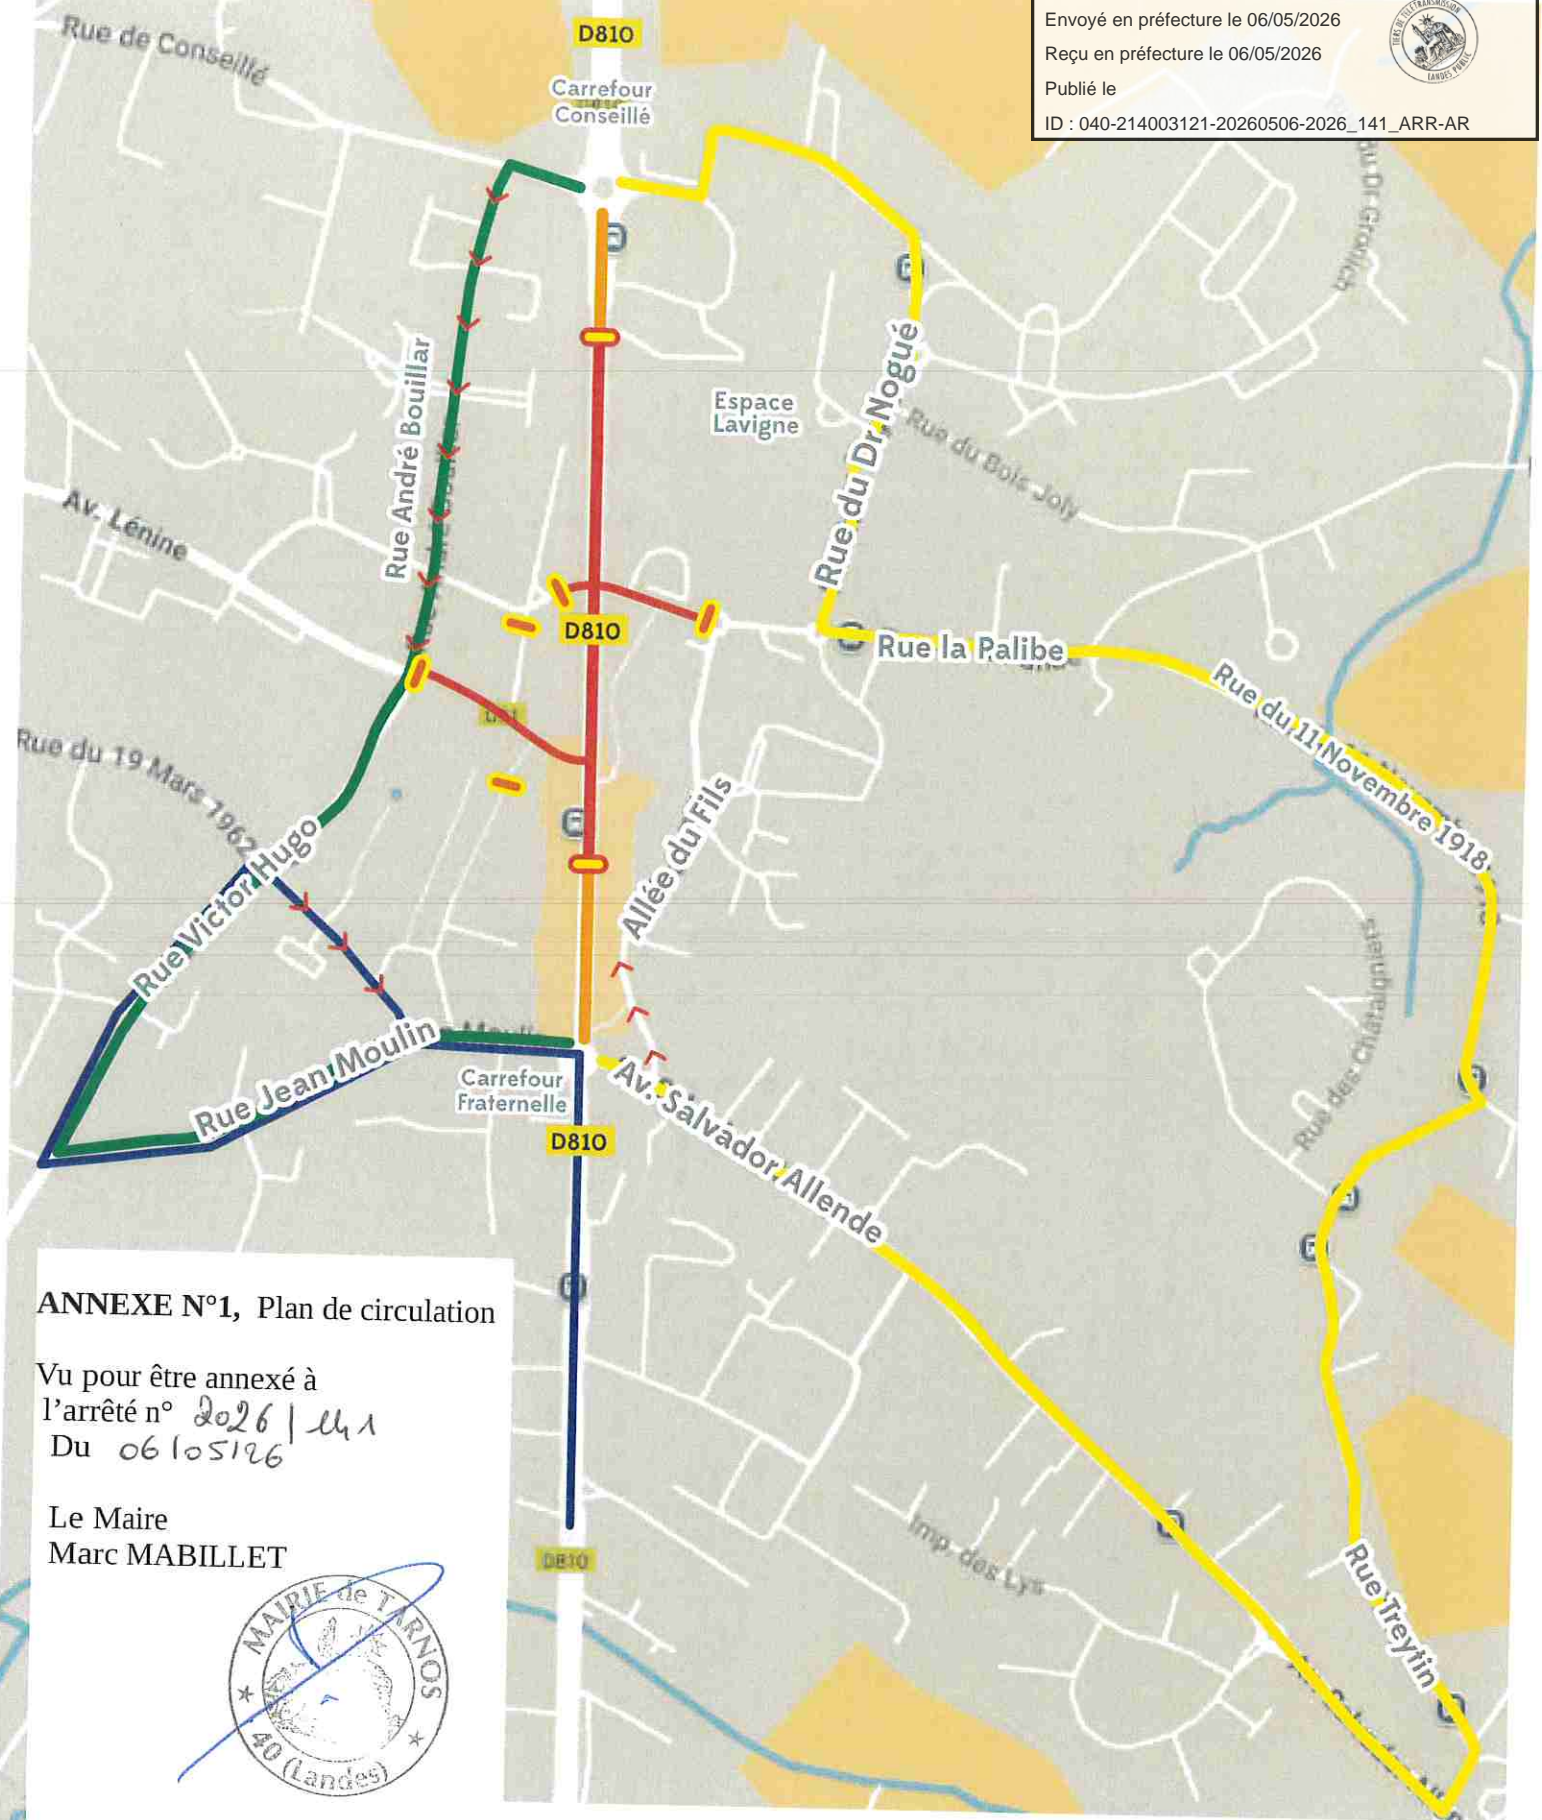 Envoyé en préfecture le 06/05/2026
Reçu en préfecture le 06/05/2026
Publié le
ID : 040-214003121-20260506-2026_141_ARR-AR
TIERS DE TÉLÉTRANSMISSION
LANDES PUBLIC
Rue de Conseillé
D810
Carrefour
Conseillé
Rue André Bouillar
Espace
Lavigne
Rue du Dr Nogué
Rue du Bois Joly
Av. Lénine
D810
Rue la Palibe
Rue du 11 Novembre 1918
Rue du 19 Mars 1962
Allée du Fils
Rue Victor Hugo
Rue des Châtaigniers
Rue Jean Moulin
Carrefour
Fraternelle
Av. Salvador Allende
D810
D810
Imp. des Lys
Rue Treytin
ANNEXE N°1, Plan de circulation
Vu pour être annexé à
l'arrêté n° 2026/141
Du 06/05/26
Le Maire
Marc MABILLET
MAIRIE de TARNOS
40 (Landes)